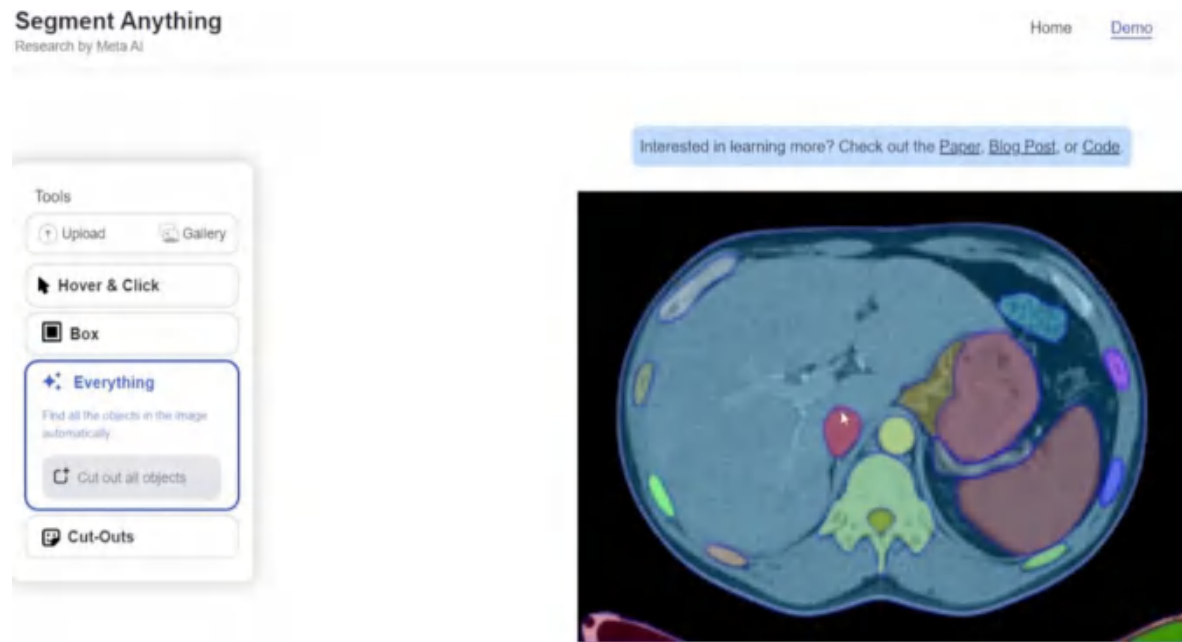 Segment Anything
Research by Meta AI
Home Demo
Interested in learning more? Check out the Paper, Blog Post, or Code.
Tools
Upload Gallery
Hover & Click
Box
Everything
Find all the objects in the image
automatically
Cut out all objects
Cut-Outs